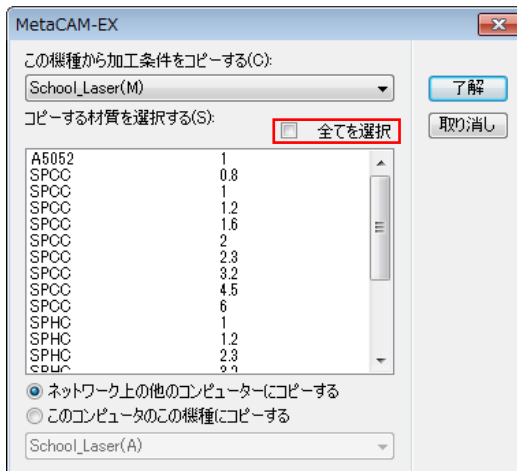 MetaCAM-EX
この機種から加工条件をコピーする(C):
School_Laser(M)
了解
コピーする材質を選択する(S):
全てを選択
取り消し
A5052 1
SPCC 0.8
SPCC 1
SPCC 1.2
SPCC 1.6
SPCC 2
SPCC 2.3
SPCC 3.2
SPCC 4.5
SPCC 6
SPHC 1
SPHC 1.2
SPHC 2.3
ネットワーク上の他のコンピューターにコピーする
このコンピュータのこの機種にコピーする
School_Laser(A)